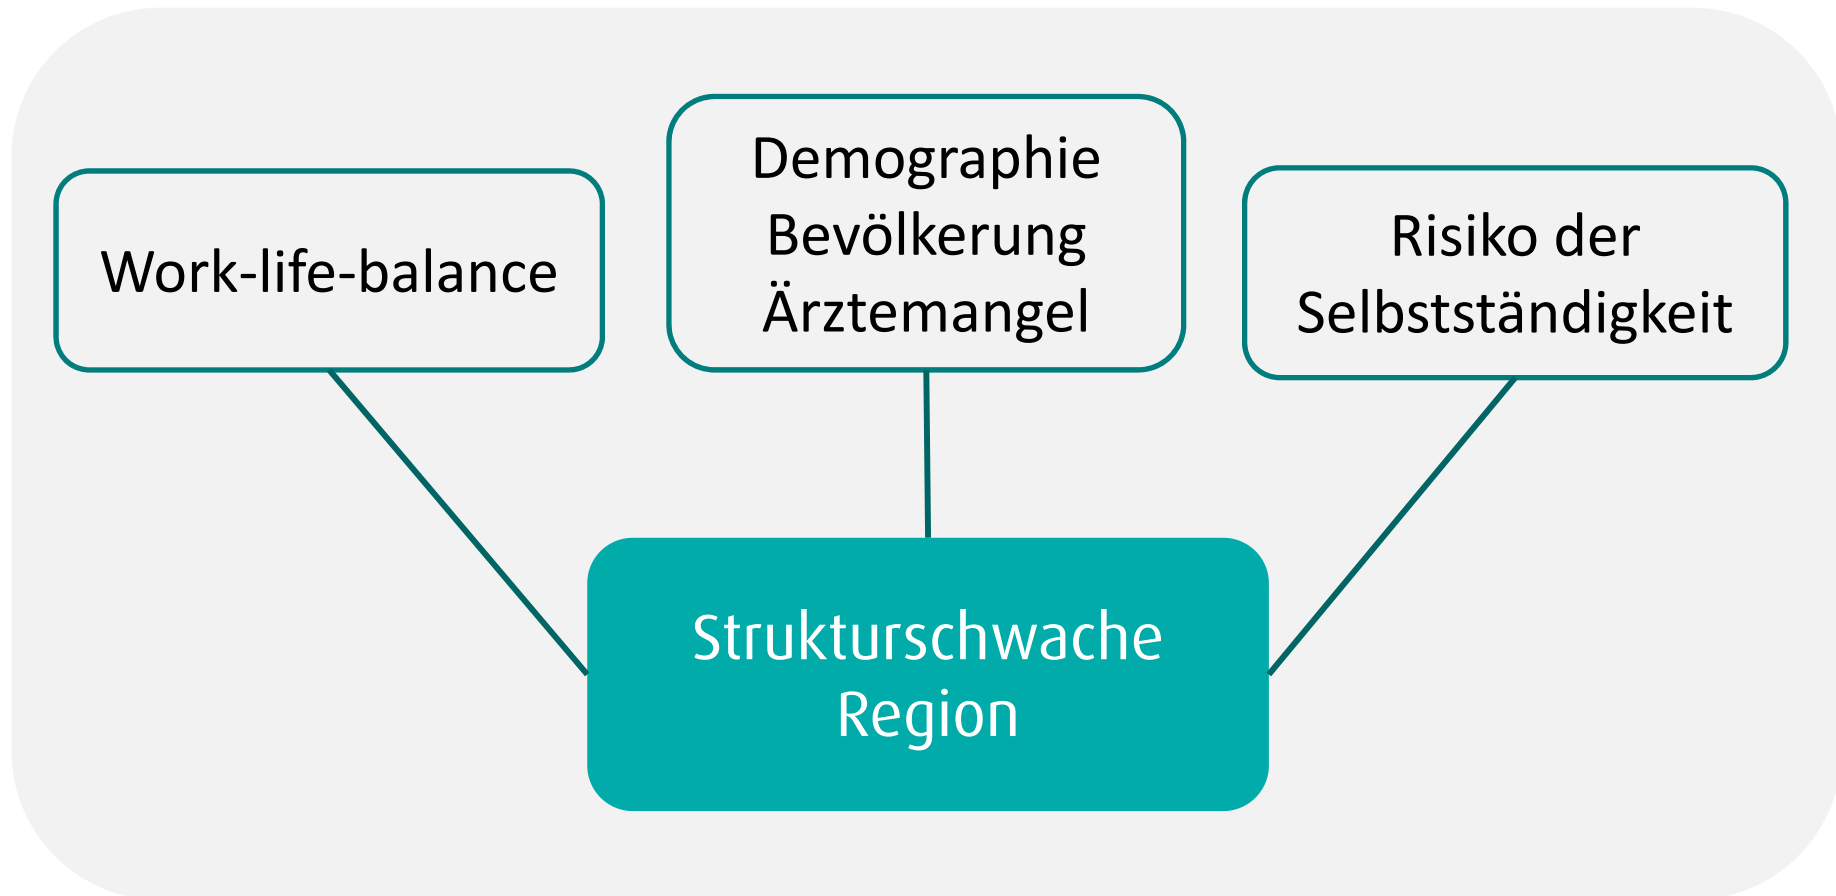 Work-life-balance
Demographie
Bevölkerung
Ärztemangel
Risiko der
Selbstständigkeit
Strukturschwache
Region